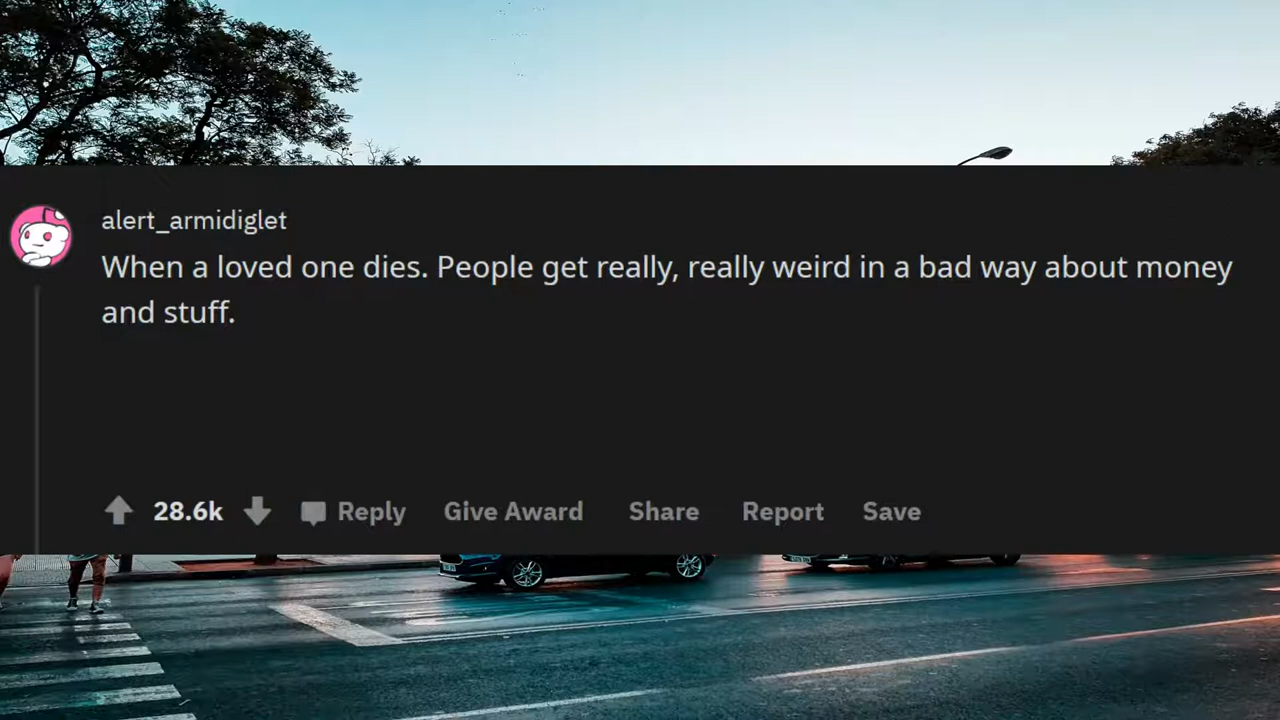 alert_armidiglet
When a loved one dies. People get really, really weird in a bad way about money
and stuff.
28.6k Reply Give Award Share Report Save